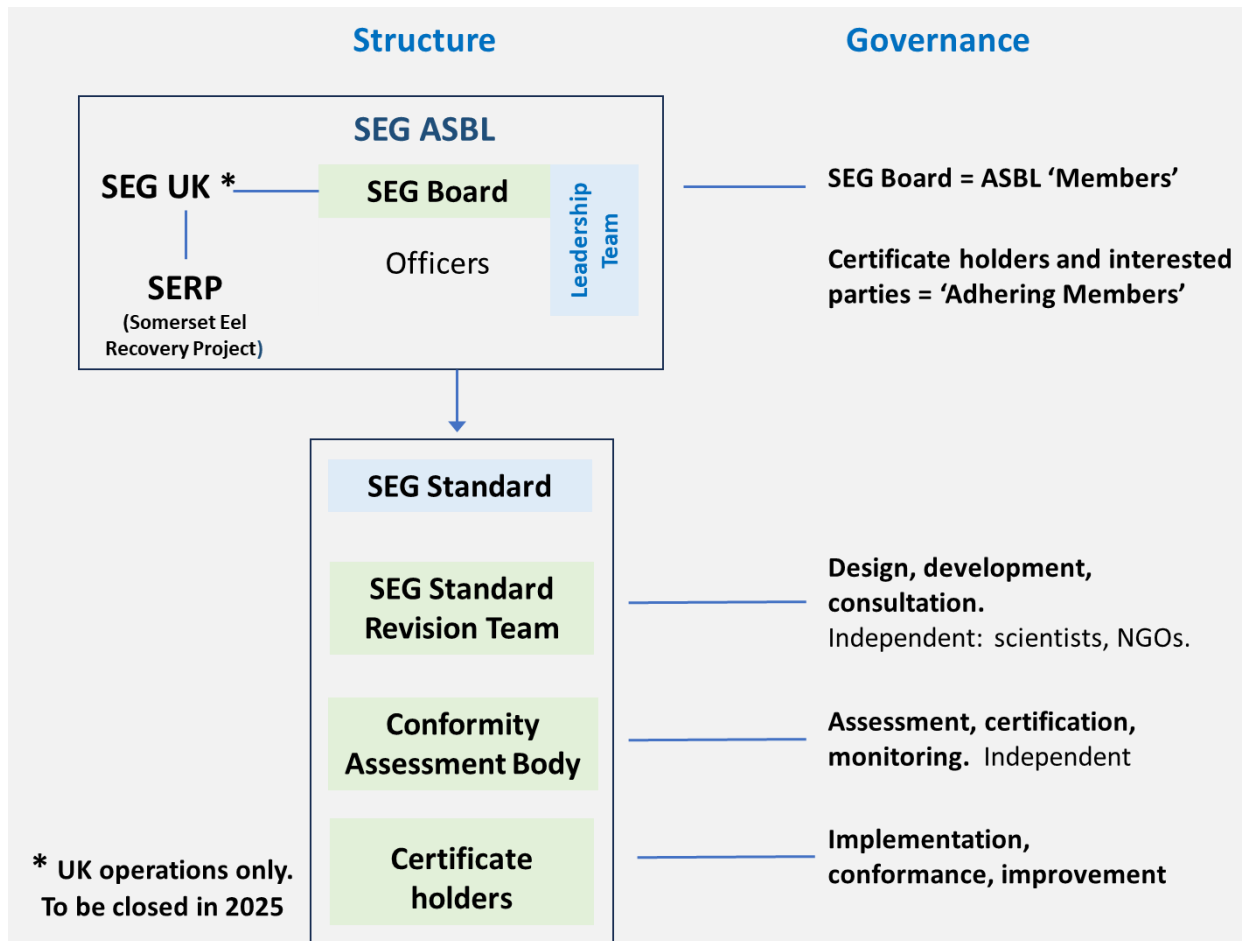 Structure
Governance
SEG ASBL
SEG UK *
SEG Board
Leadership
Team
Officers
SERP
(Somerset Eel
Recovery Project)
SEG Board = ASBL ‘Members’
Certificate holders and interested
parties = ‘Adhering Members’
SEG Standard
SEG Standard
Revision Team
Design, development,
consultation.
Independent: scientists, NGOs.
Conformity
Assessment Body
Assessment, certification,
monitoring. Independent
Certificate
holders
Implementation,
conformance, improvement
* UK operations only.
To be closed in 2025